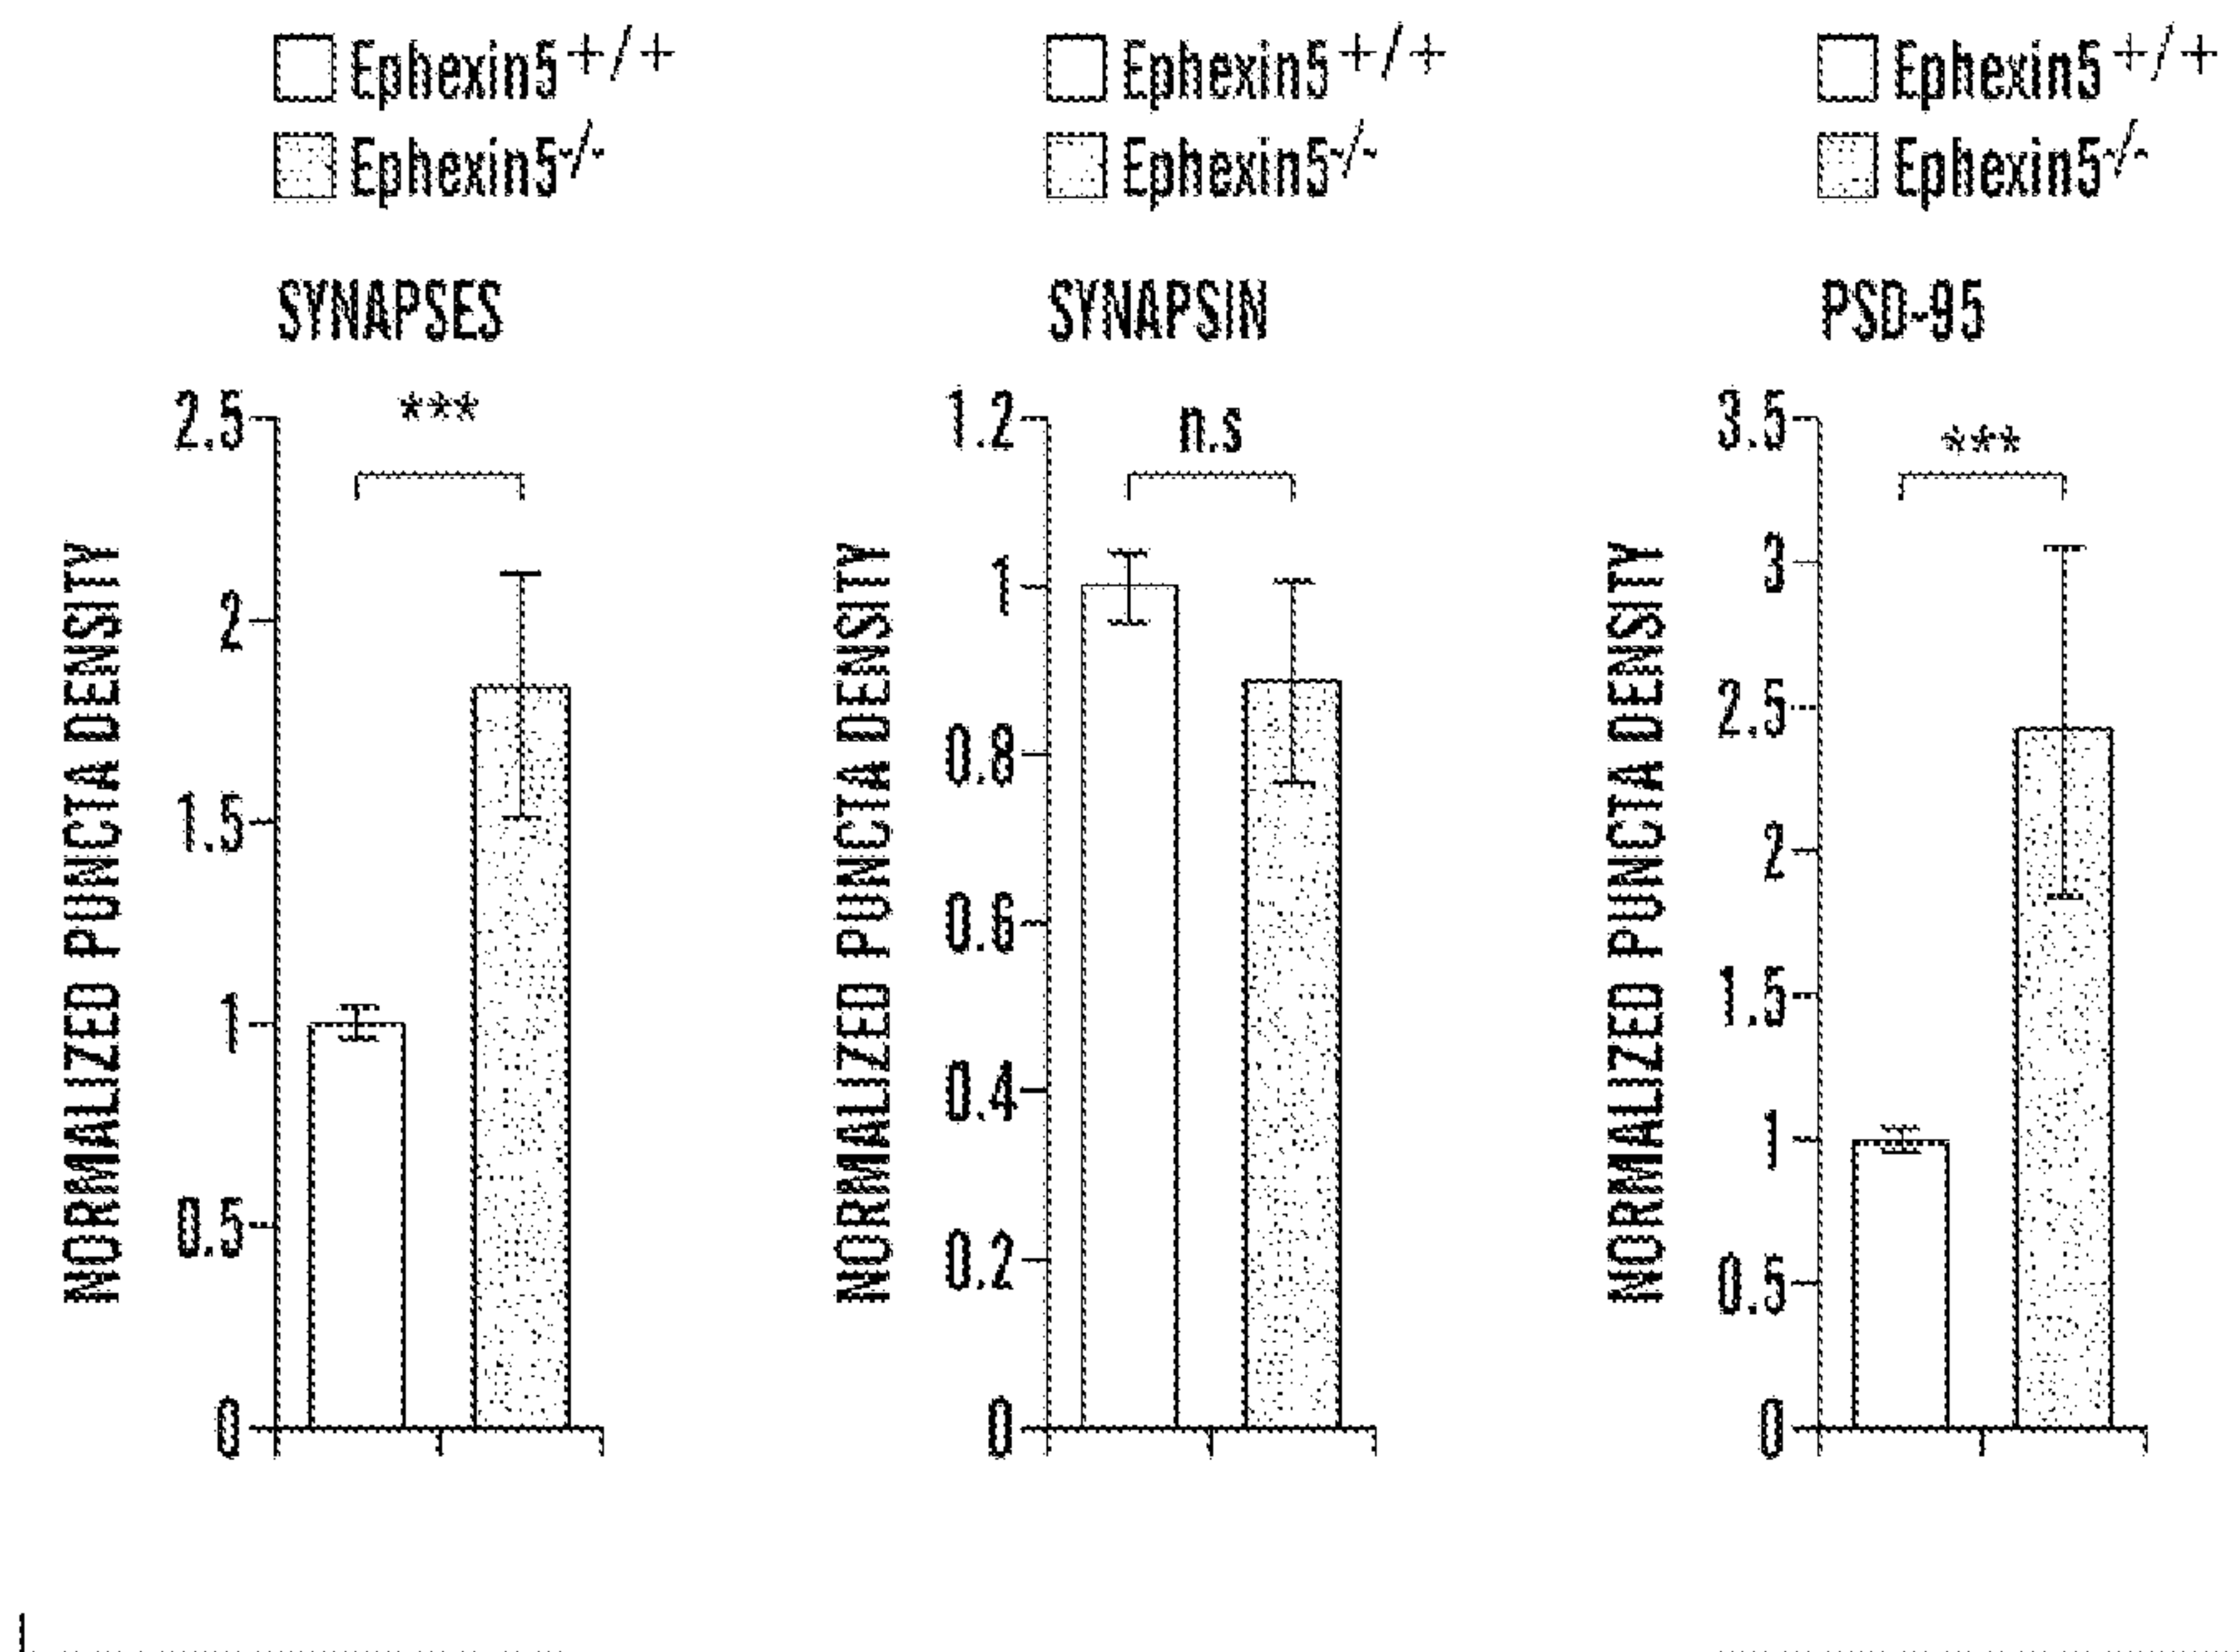 Ephexin5+/+
Ephexin5-/-
SYNAPSES
***
NORMALIZED PUNCTA DENSITY
2.5
2
1.5
1
0.5
0
Ephexin5+/+
Ephexin5-/-
SYNAPSIN
n.s
NORMALIZED PUNCTA DENSITY
1.2
1
0.8
0.6
0.4
0.2
0
Ephexin5+/+
Ephexin5-/-
PSD-95
***
NORMALIZED PUNCTA DENSITY
3.5
3
2.5
2
1.5
1
0.5
0